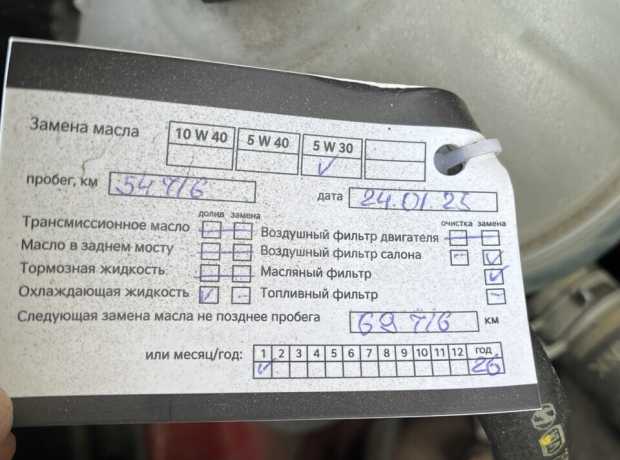 Замена масла 10 W 40 5 W 40 5 W 30
пробег, км 54 716 дата 24.01.25
долив замена очистка замена
Трансмиссионное масло Воздушный фильтр двигателя
Масло в заднем мосту Воздушный фильтр салона
Тормозная жидкость Масляный фильтр
Охлаждающая жидкость Топливный фильтр
Следующая замена масла не позднее пробега 69 716 км
или месяц/год: 1 2 3 4 5 6 7 8 9 10 11 12 год
26